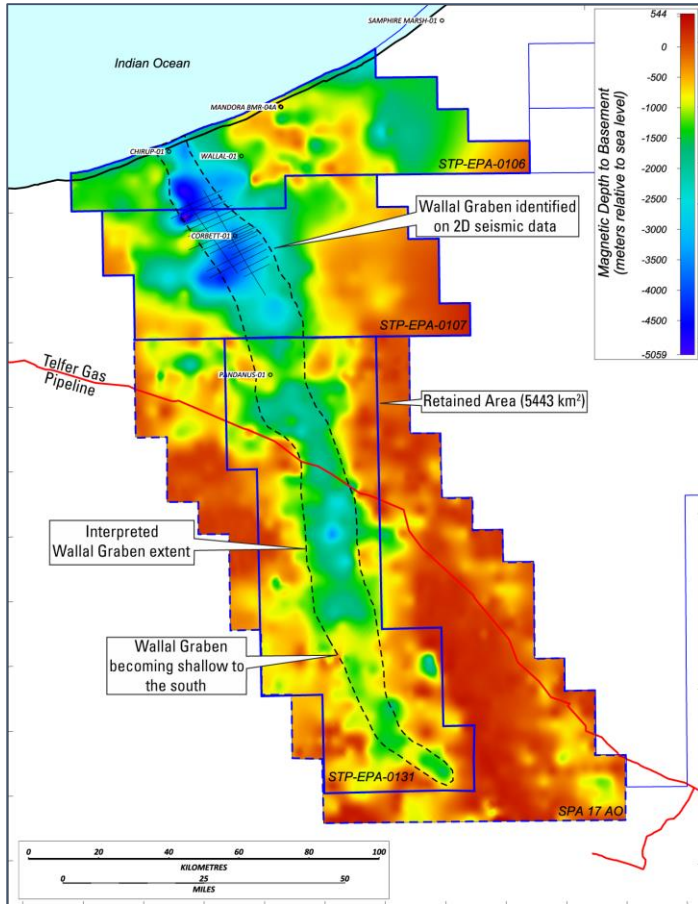 SAMPHIRE MARSH-01
Indian Ocean
MANDORA BMR-04A
CHIRUP-01
WALLAL-01
STP-EPA-0106
Wallal Graben identified
on 2D seismic data
CORBETT-01
STP-EPA-0107
Telfer Gas
Pipeline
PANDANUS-01
Retained Area (5443 km²)
Interpreted
Wallal Graben extent
Wallal Graben
becoming shallow to
the south
STP-EPA-0131
SPA 17 AO
Magnetic Depth to Basement
(meters relative to sea level)
544
0
-500
-1000
-1500
-2000
-2500
-3000
-3500
-4000
-4500
-5059
0 20 40 60 80 100
KILOMETRES
0 25 50
MILES